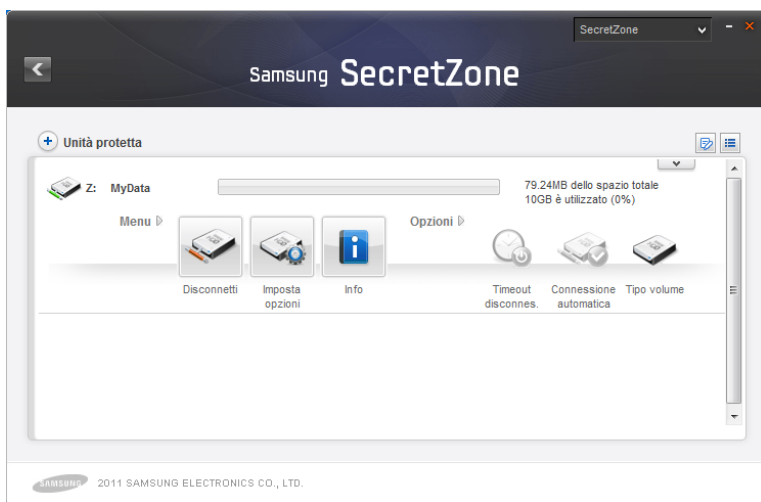 SecretZone
Samsung SecretZone
Unità protetta
Z: MyData
79.24MB dello spazio totale
10GB è utilizzato (0%)
Menu
Opzioni
Disconnetti
Imposta
opzioni
Info
Timeout
disconnes.
Connessione
automatica
Tipo volume
SAMSUNG 2011 SAMSUNG ELECTRONICS CO., LTD.